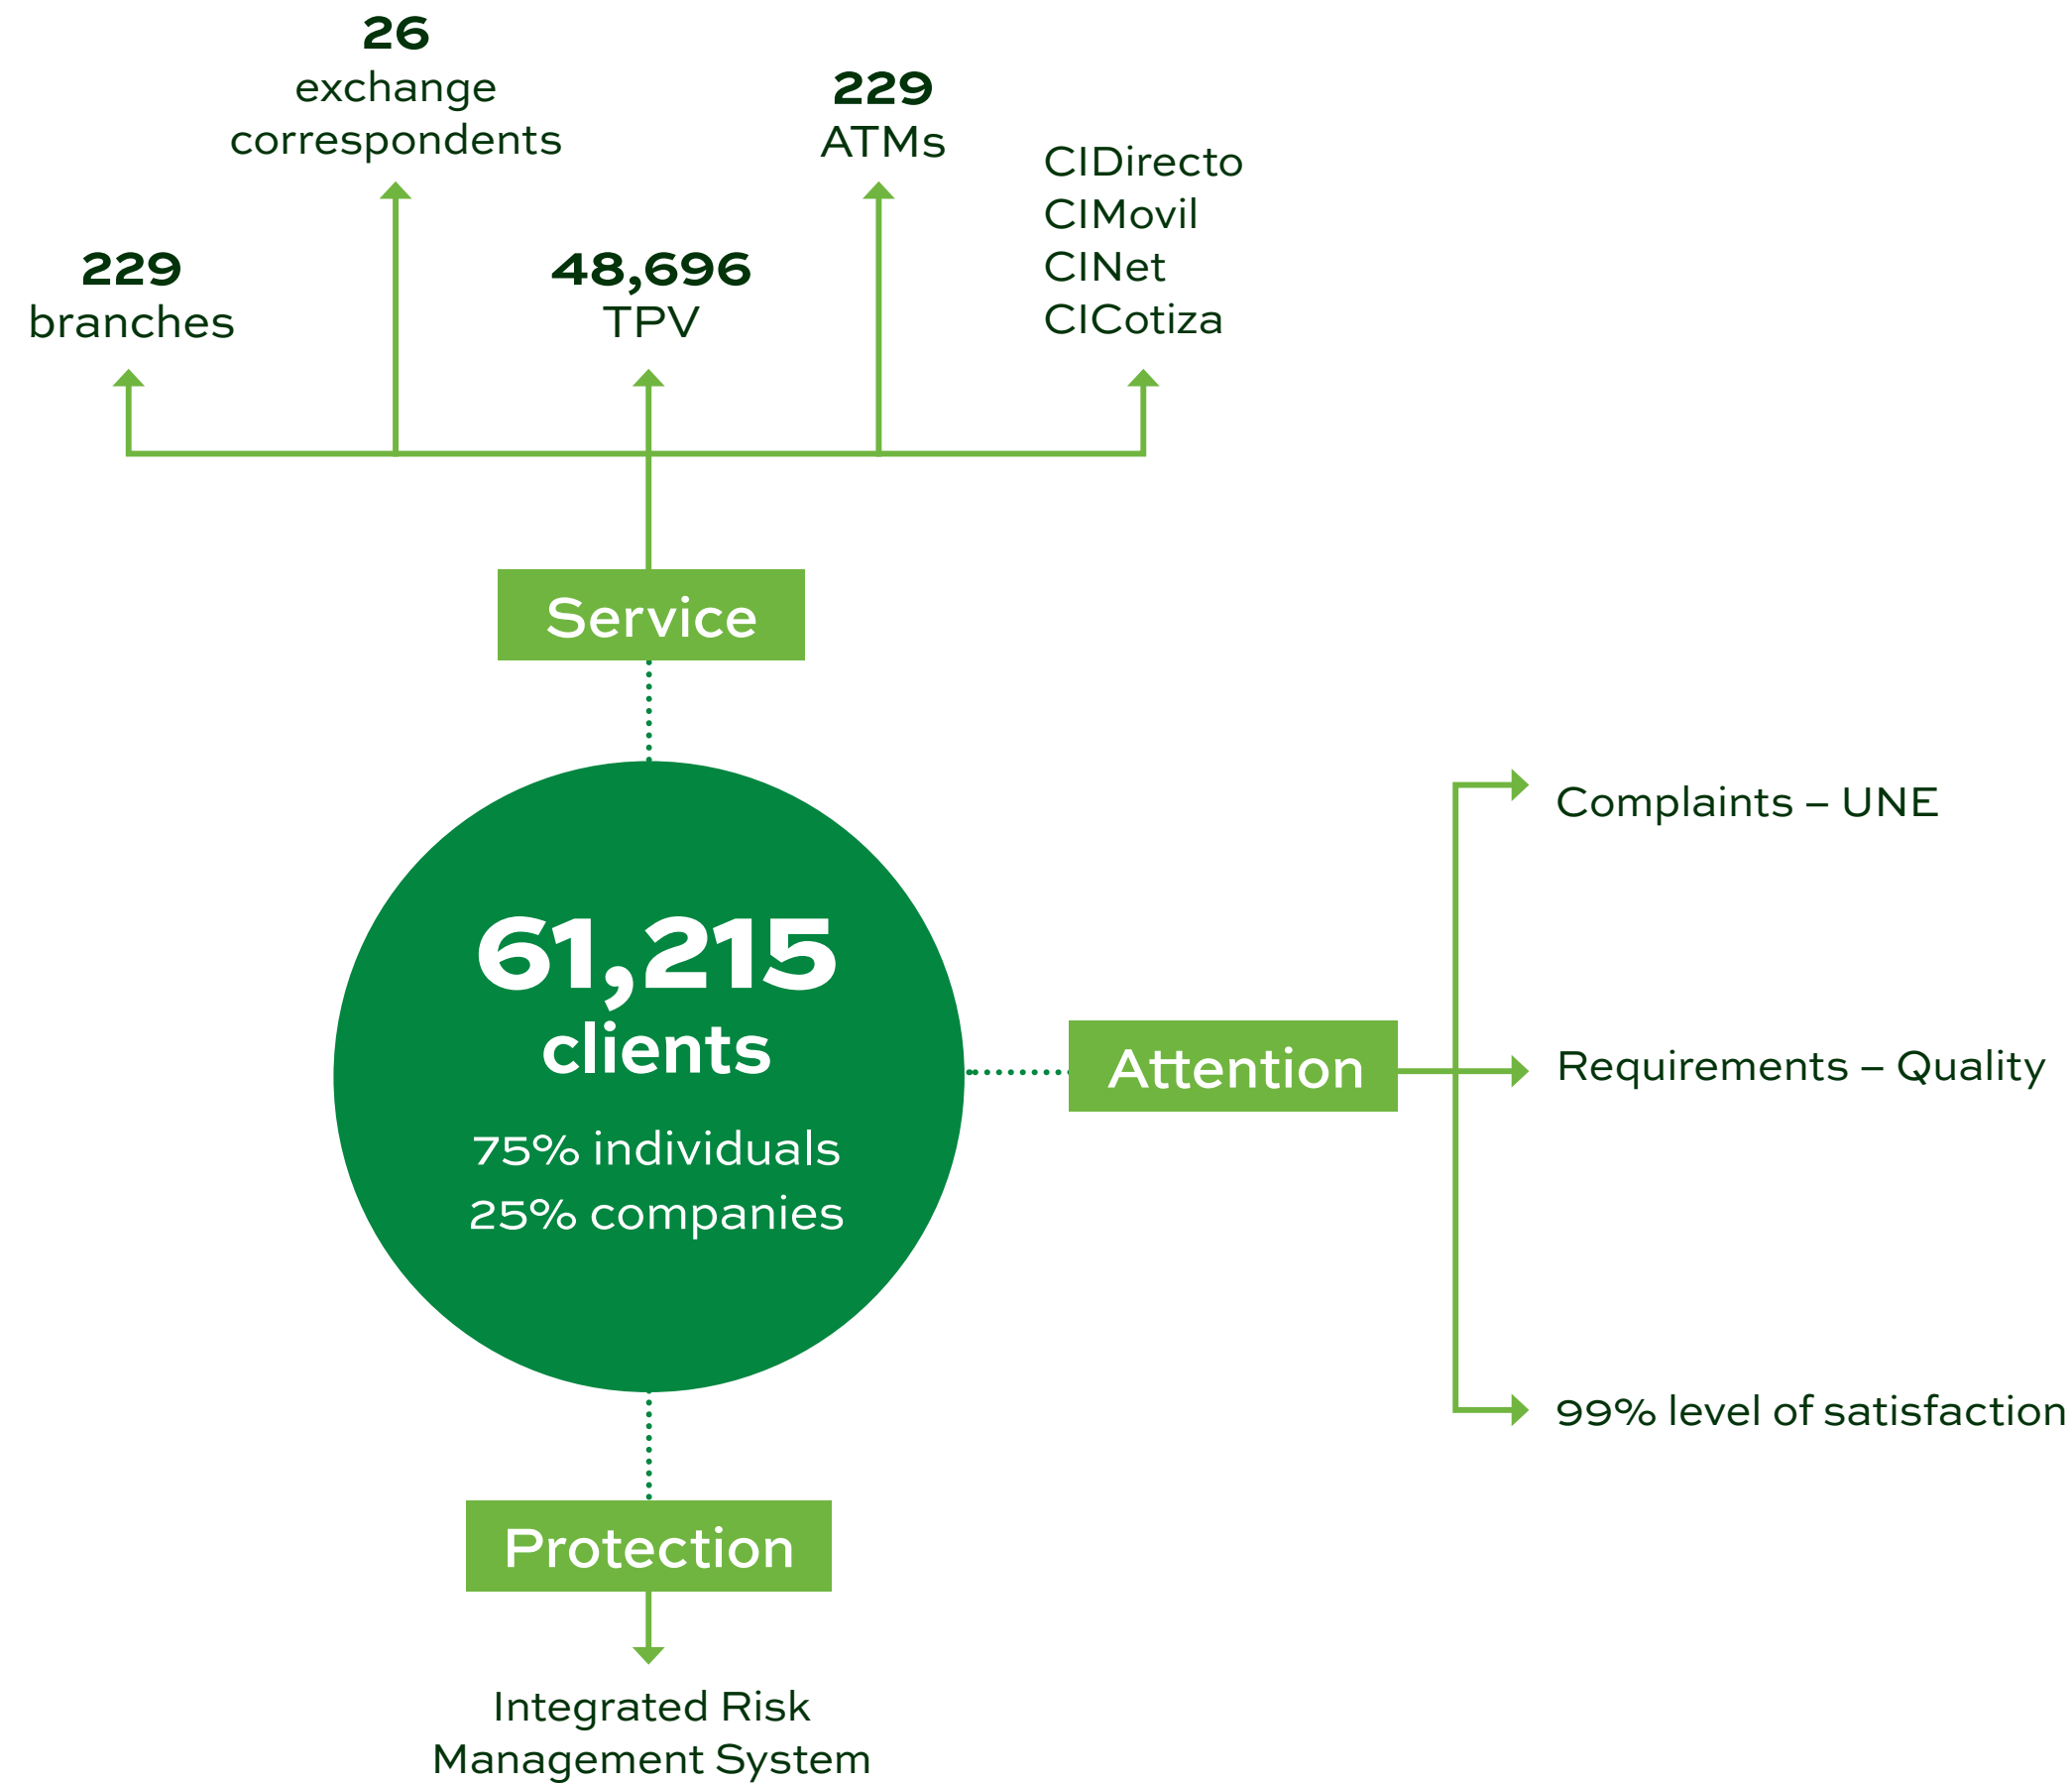 26
exchange
correspondents
229
ATMs
CIDirecto
CIMovil
CINet
CICotiza
229
branches
48,696
TPV
Service
61,215
clients
75% individuals
25% companies
Attention
Complaints – UNE
Requirements – Quality
99% level of satisfaction
Protection
Integrated Risk
Management System